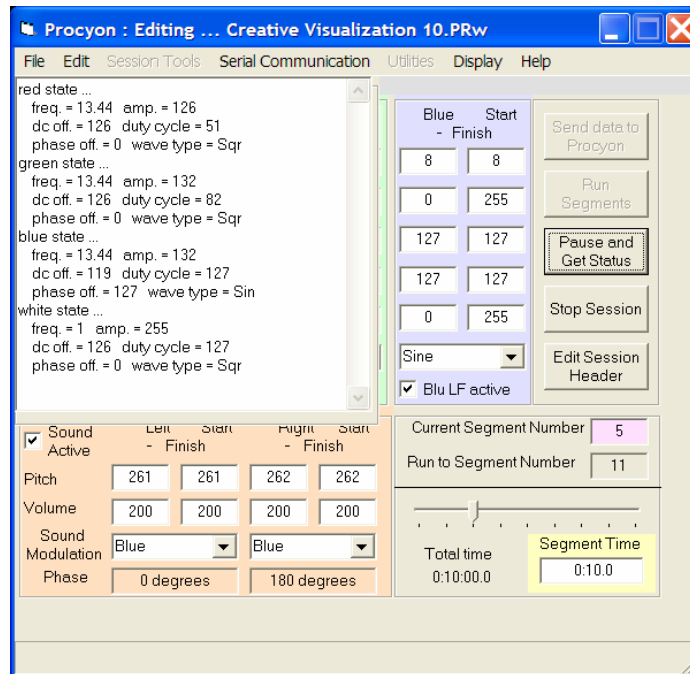 Procyon : Editing ... Creative Visualization 10.PRw
File Edit Session Tools Serial Communication Utilities Display Help
red state ...
freq. = 13.44 amp. = 126
dc off. = 126 duty cycle = 51
phase off. = 0 wave type = Sqr
green state ...
freq. = 13.44 amp. = 132
dc off. = 126 duty cycle = 82
phase off. = 0 wave type = Sqr
blue state ...
freq. = 13.44 amp. = 132
dc off. = 119 duty cycle = 127
phase off. = 127 wave type = Sin
white state ...
freq. = 1 amp. = 255
dc off. = 126 duty cycle = 127
phase off. = 0 wave type = Sqr
Blue Start
- Finish
8 8
0 255
127 127
127 127
0 255
Sine
Blu LF active
Send data to
Procyon
Run
Segments
Pause and
Get Status
Stop Session
Edit Session
Header
Sound
Active
Left Start
- Finish
Right Start
- Finish
Pitch 261 261 262 262
Volume 200 200 200 200
Sound
Modulation Blue Blue
Phase 0 degrees 180 degrees
Current Segment Number 5
Run to Segment Number 11
Total time
0:10:00.0
Segment Time
0:10.0